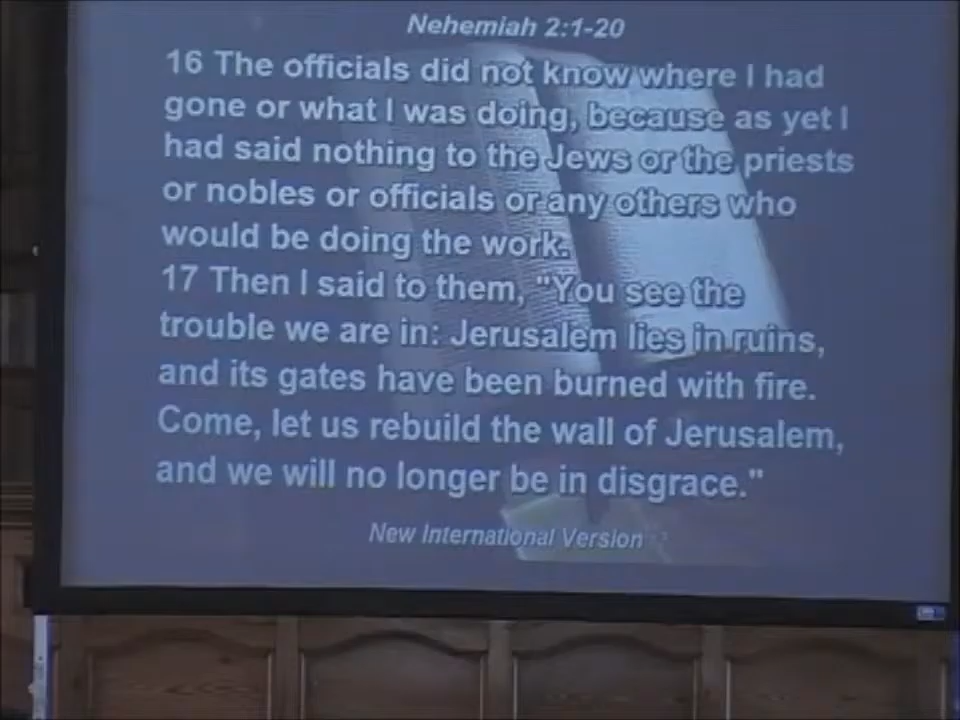 Nehemiah 2:1-20
16 The officials did not know where I had
gone or what I was doing, because as yet I
had said nothing to the Jews or the priests
or nobles or officials or any others who
would be doing the work.
17 Then I said to them, "You see the
trouble we are in: Jerusalem lies in ruins,
and its gates have been burned with fire.
Come, let us rebuild the wall of Jerusalem,
and we will no longer be in disgrace."
New International Version